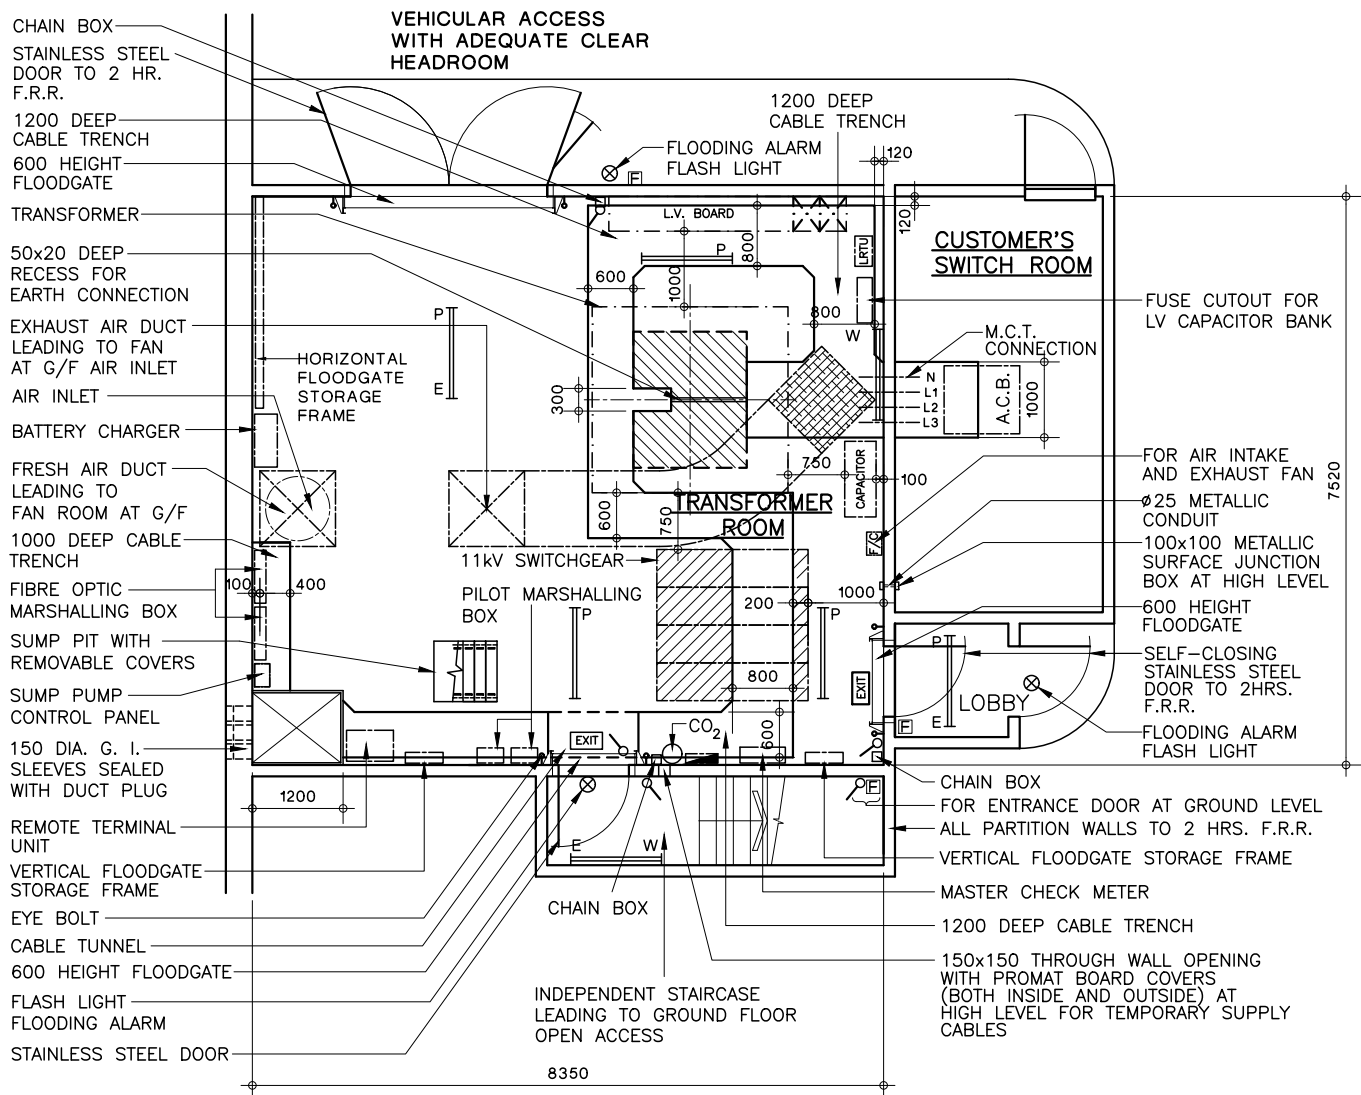 VEHICULAR ACCESS
WITH ADEQUATE CLEAR
HEADROOM
CHAIN BOX
STAINLESS STEEL
DOOR TO 2 HR.
F.R.R.
1200 DEEP
CABLE TRENCH
600 HEIGHT
FLOODGATE
TRANSFORMER
50x20 DEEP
RECESS FOR
EARTH CONNECTION
EXHAUST AIR DUCT
LEADING TO FAN
AT G/F AIR INLET
AIR INLET
BATTERY CHARGER
FRESH AIR DUCT
LEADING TO
FAN ROOM AT G/F
1000 DEEP CABLE
TRENCH
FIBRE OPTIC
MARSHALLING BOX
SUMP PIT WITH
REMOVABLE COVERS
SUMP PUMP
CONTROL PANEL
150 DIA. G. I.
SLEEVES SEALED
WITH DUCT PLUG
REMOTE TERMINAL
UNIT
VERTICAL FLOODGATE
STORAGE FRAME
EYE BOLT
CABLE TUNNEL
600 HEIGHT FLOODGATE
FLASH LIGHT
FLOODING ALARM
STAINLESS STEEL DOOR
FLOODING ALARM
FLASH LIGHT
F
1200 DEEP
CABLE TRENCH
120
120
L.V. BOARD
P
800
1000
600
LRTU
800
W
P
E
HORIZONTAL
FLOODGATE
STORAGE
FRAME
300
N
L1
L2
L3
A.C.B.
1000
750
CAPACITOR
100
TRANSFORMER
ROOM
600
750
F/C
11kV SWITCHGEAR
PILOT MARSHALLING
BOX
100
400
P
200
1000
P
800
EXIT
600
EXIT
CO2
1200
E
W
F
CHAIN BOX
INDEPENDENT STAIRCASE
LEADING TO GROUND FLOOR
OPEN ACCESS
8350
CUSTOMER'S
SWITCH ROOM
FUSE CUTOUT FOR
LV CAPACITOR BANK
M.C.T.
CONNECTION
7520
FOR AIR INTAKE
AND EXHAUST FAN
ø25 METALLIC
CONDUIT
100x100 METALLIC
SURFACE JUNCTION
BOX AT HIGH LEVEL
600 HEIGHT
FLOODGATE
P
E
F
LOBBY
SELF-CLOSING
STAINLESS STEEL
DOOR TO 2HRS.
F.R.R.
FLOODING ALARM
FLASH LIGHT
CHAIN BOX
FOR ENTRANCE DOOR AT GROUND LEVEL
ALL PARTITION WALLS TO 2 HRS. F.R.R.
VERTICAL FLOODGATE STORAGE FRAME
MASTER CHECK METER
1200 DEEP CABLE TRENCH
150x150 THROUGH WALL OPENING
WITH PROMAT BOARD COVERS
(BOTH INSIDE AND OUTSIDE) AT
HIGH LEVEL FOR TEMPORARY SUPPLY
CABLES